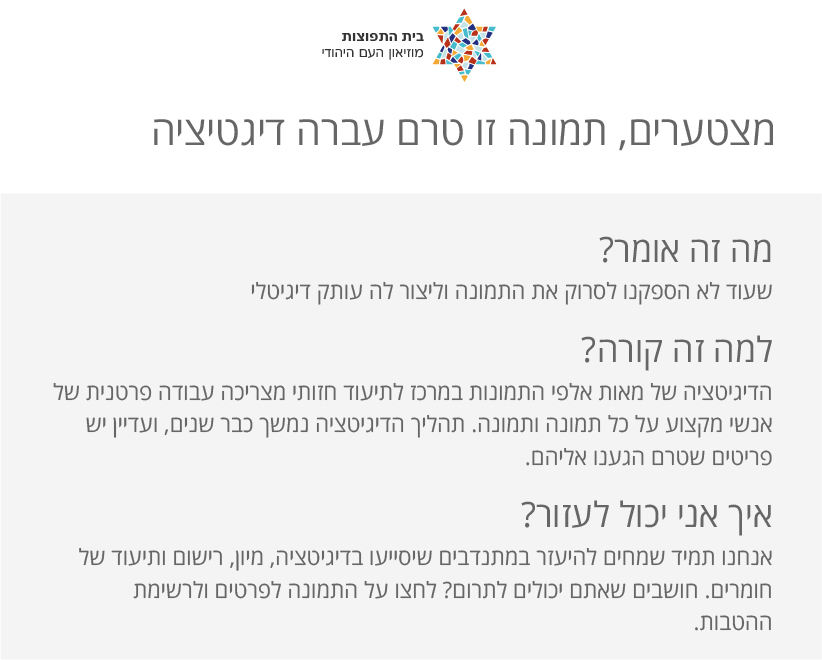 בית התפוצות
מוזיאון העם היהודי
מצטערים, תמונה זו טרם עברה דיגטיציה
מה זה אומר?
שעוד לא הספקנו לסרוק את התמונה וליצור לה עותק דיגיטלי
למה זה קורה?
הדיגיטציה של מאות אלפי התמונות במרכז לתיעוד חזותי מצריכה עבודה פרטנית של
אנשי מקצוע על כל תמונה ותמונה. תהליך הדיגיטציה נמשך כבר שנים, ועדיין יש
פריטים שטרם הגענו אליהם.
איך אני יכול לעזור?
אנחנו תמיד שמחים להיעזר במתנדבים שיסייעו בדיגיטציה, מיון, רישום ותיעוד של
חומרים. חושבים שאתם יכולים לתרום? לחצו על התמונה לפרטים ולרשימת
ההטבות.